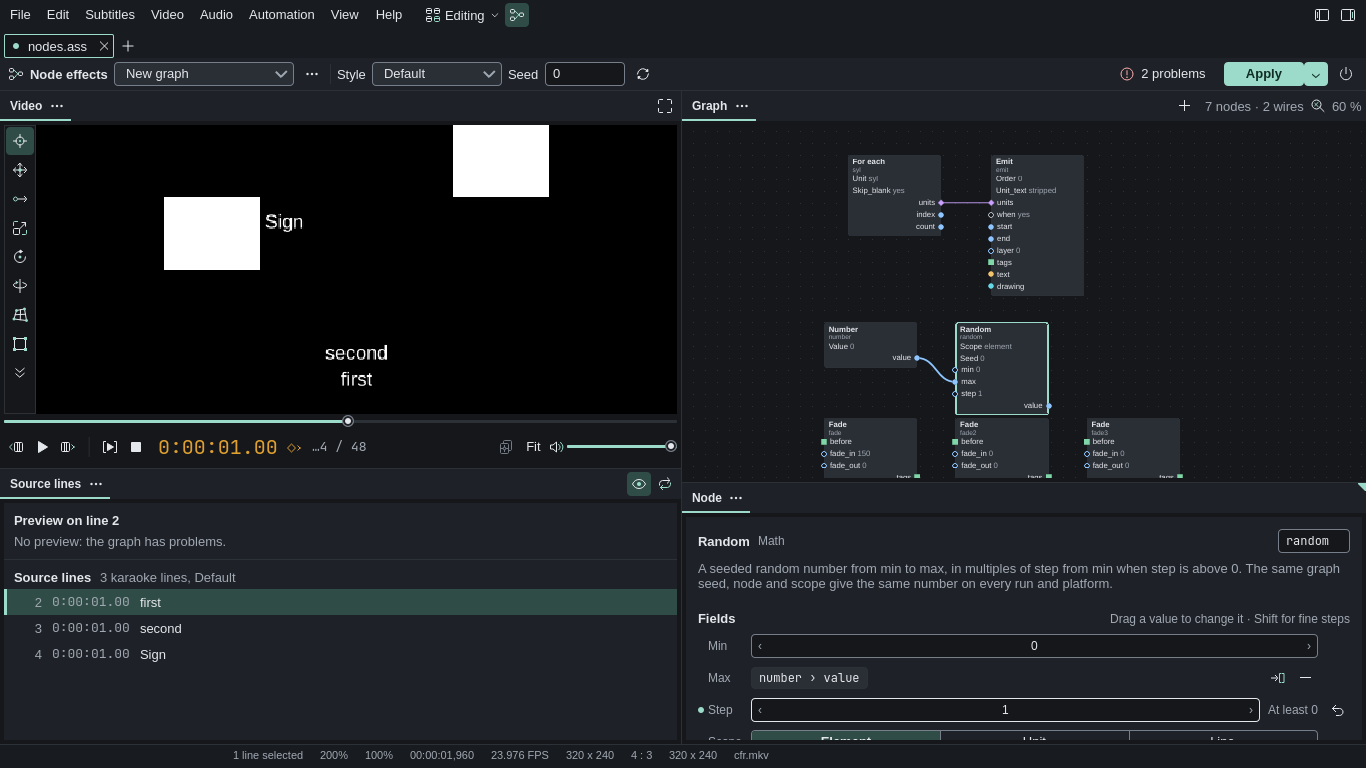 File Edit Subtitles Video Audio Automation View Help Editing
nodes.ass
Node effects New graph Style Default Seed 0 2 problems Apply
Video
Graph 7 nodes · 2 wires 60 %
Sign
second
first
For each
syl
Unit syl
Skip_blank yes
units
index
count
Emit
emit
Order 0
Unit_text stripped
units
when yes
start
end
layer 0
tags
text
drawing
Number
number
Value 0
value
Random
random
Scope element
Seed 0
min 0
max
step 1
value
Fade
fade
before
fade_in 150
fade_out 0
tags
Fade
fade2
before
fade_in 0
fade_out 0
tags
Fade
fade3
before
fade_in 0
fade_out 0
tags
0:00:01.00 …4 / 48 Fit
Source lines
Preview on line 2
No preview: the graph has problems.
Source lines 3 karaoke lines, Default
2 0:00:01.00 first
3 0:00:01.00 second
4 0:00:01.00 Sign
Node
Random Math random
A seeded random number from min to max, in multiples of step from min when step is above 0. The same graph
seed, node and scope give the same number on every run and platform.
Fields Drag a value to change it · Shift for fine steps
Min ‹ 0 ›
Max number › value
Step ‹ 1 › At least 0
Scope Element Unit Line
1 line selected 200% 100% 00:00:01,960 23.976 FPS 320 x 240 4 : 3 320 x 240 cfr.mkv